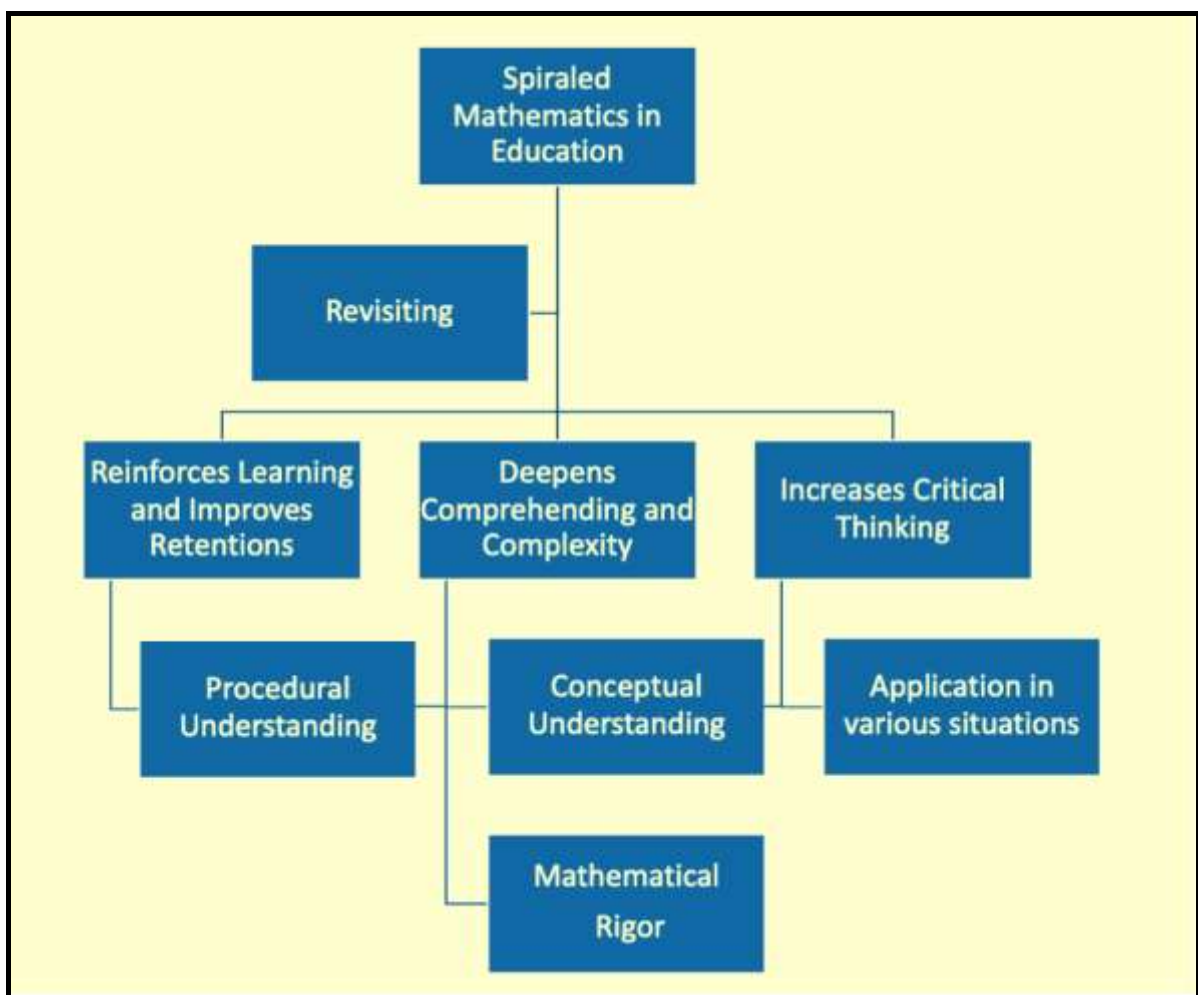 Spiraled
Mathematics in
Education
Revisiting
Reinforces Learning
and Improves
Retentions
Deepens
Comprehending and
Complexity
Increases Critical
Thinking
Procedural
Understanding
Conceptual
Understanding
Application in
various situations
Mathematical
Rigor